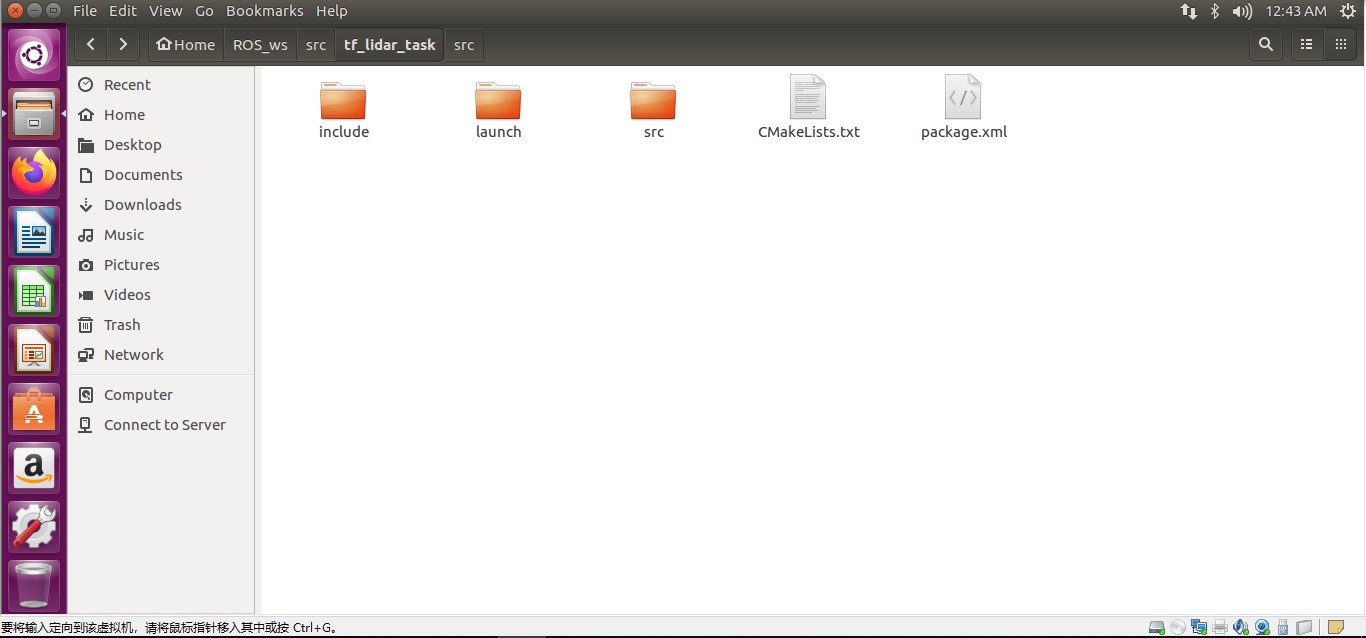 File Edit View Go Bookmarks Help 12:43 AM
Home ROS_ws src tf_lidar_task src
Recent
Home
Desktop
Documents
Downloads
Music
Pictures
Videos
Trash
Network
Computer
Connect to Server
include launch src CMakeLists.txt package.xml
要将输入定向到该虚拟机，请将鼠标指针移入其中或按 Ctrl+G。